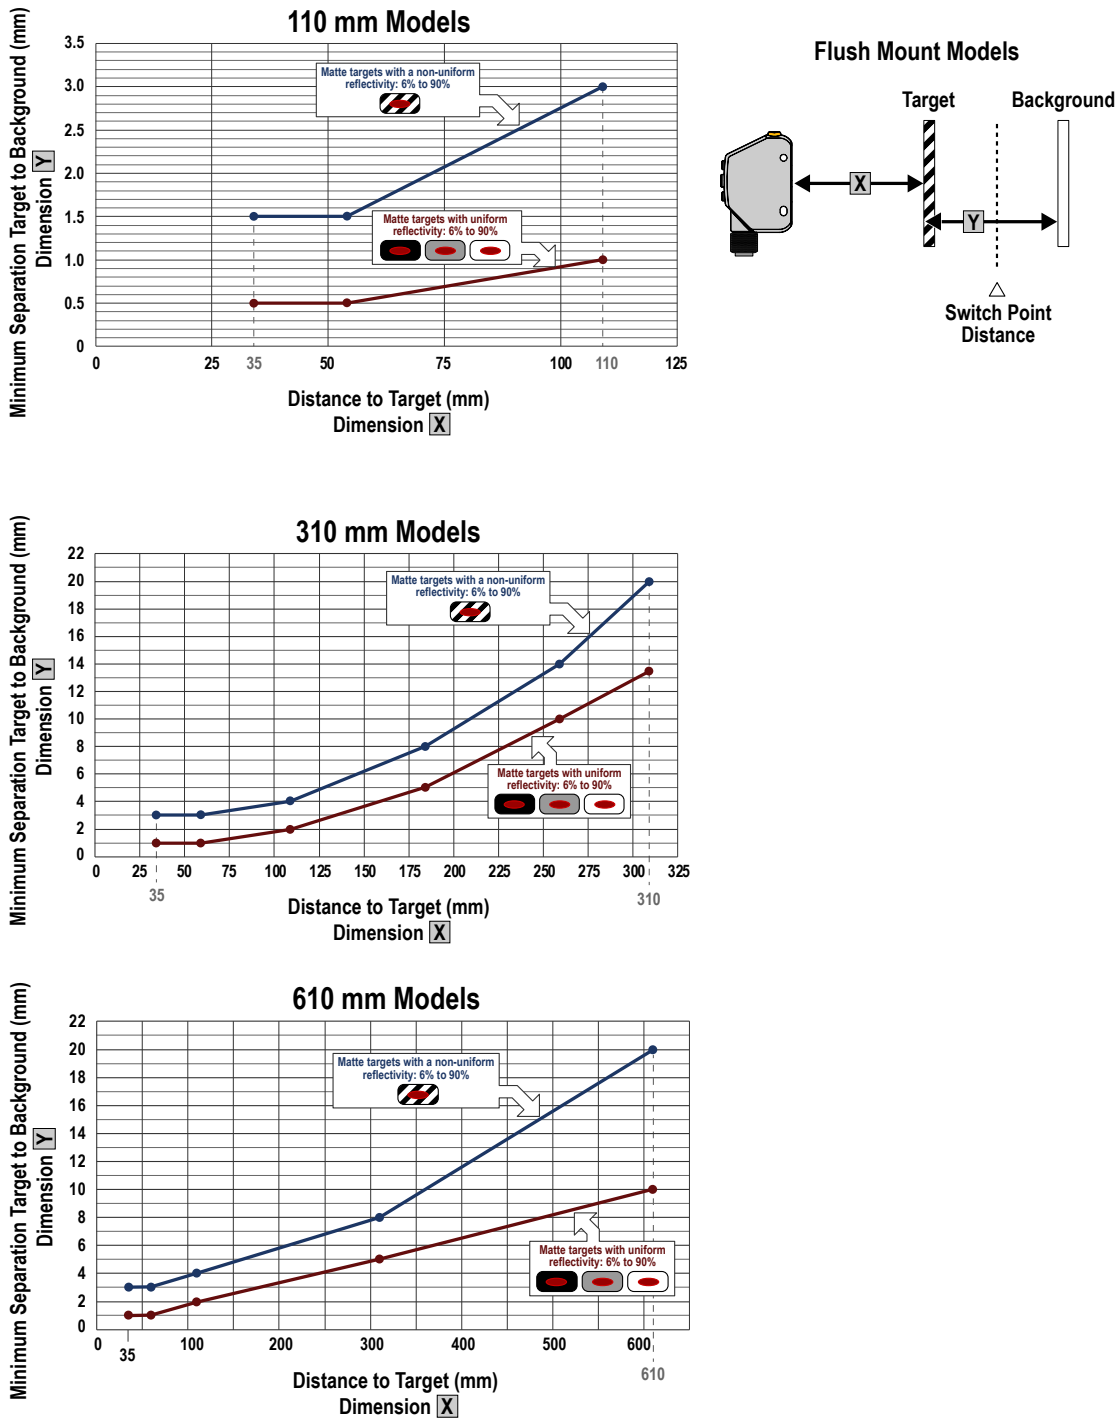 110 mm Models
Minimum Separation Target to Background (mm)
Dimension Y
3.5
3.0
2.5
2.0
1.5
1.0
0.5
0
Matte targets with a non-uniform
reflectivity: 6% to 90%
Matte targets with uniform
reflectivity: 6% to 90%
0 25 35 50 75 100 110 125
Distance to Target (mm)
Dimension X
Flush Mount Models
Target Background
X
Y
Switch Point
Distance
310 mm Models
Minimum Separation Target to Background (mm)
Dimension Y
22
20
18
16
14
12
10
8
6
4
2
0
Matte targets with a non-uniform
reflectivity: 6% to 90%
Matte targets with uniform
reflectivity: 6% to 90%
0 25 50 75 100 125 150 175 200 225 250 275 300 325
35 310
Distance to Target (mm)
Dimension X
610 mm Models
Minimum Separation Target to Background (mm)
Dimension Y
22
20
18
16
14
12
10
8
6
4
2
0
Matte targets with a non-uniform
reflectivity: 6% to 90%
Matte targets with uniform
reflectivity: 6% to 90%
0 100 200 300 400 500 600
35
610
Distance to Target (mm)
Dimension X